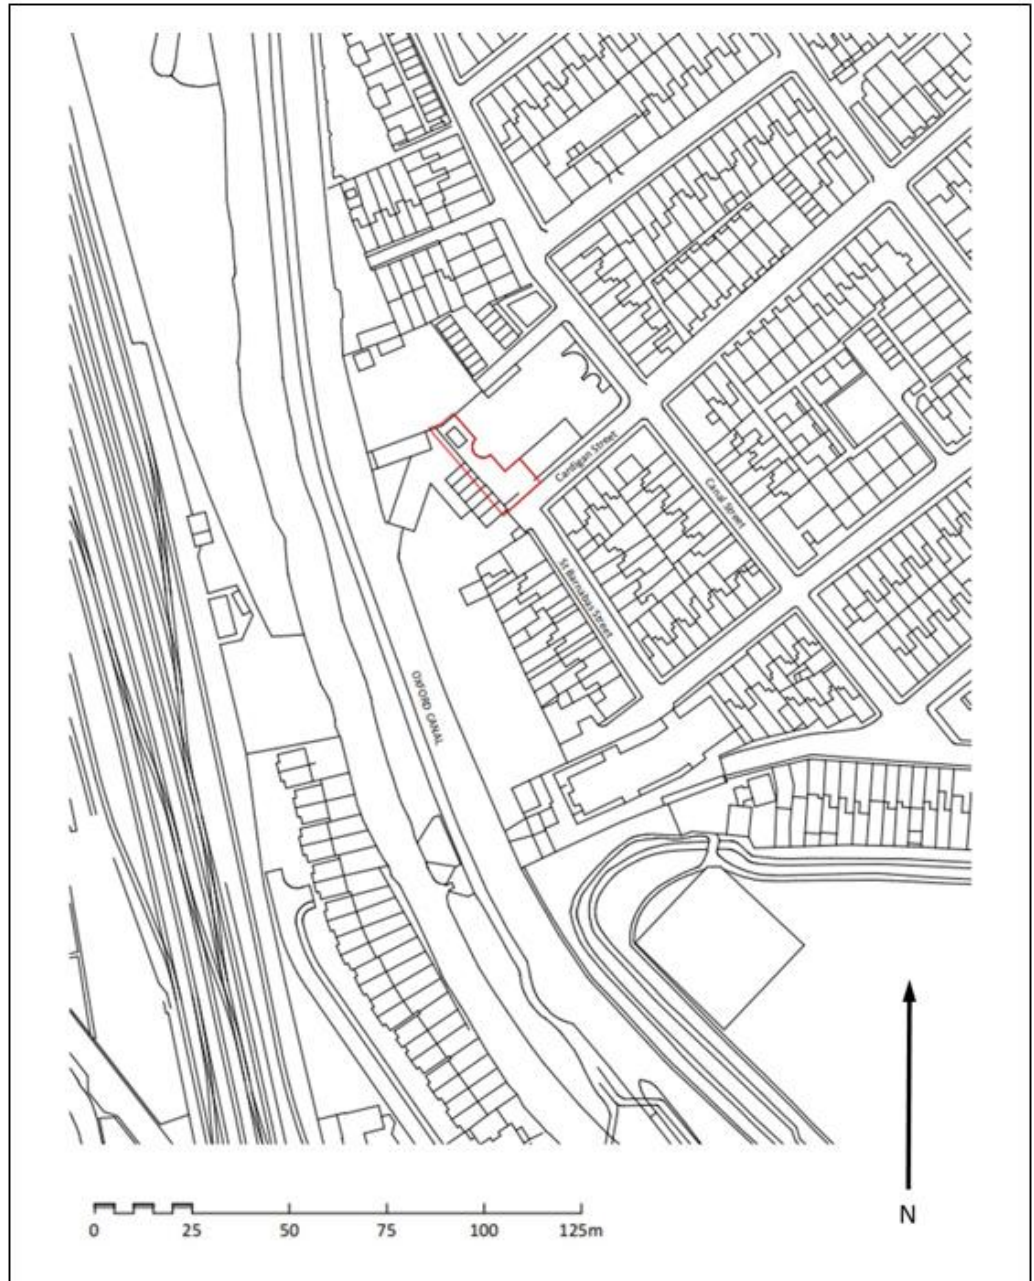 Cardigan Street
Canal Street
St Barnabas Street
OXFORD CANAL
N
0 25 50 75 100 125m